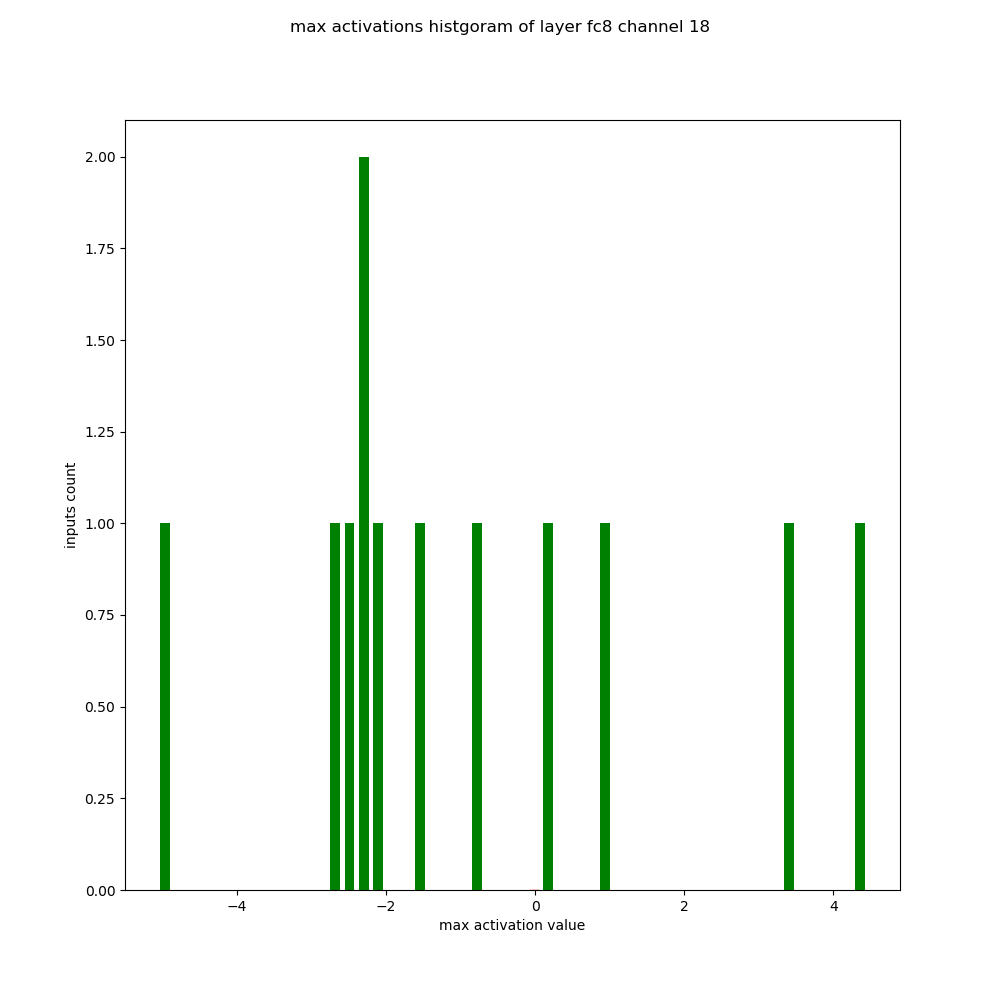 max activations histgoram of layer fc8 channel 18
2.00
1.75
1.50
1.25
1.00
0.75
0.50
0.25
0.00
inputs count
−4 −2 0 2 4
max activation value